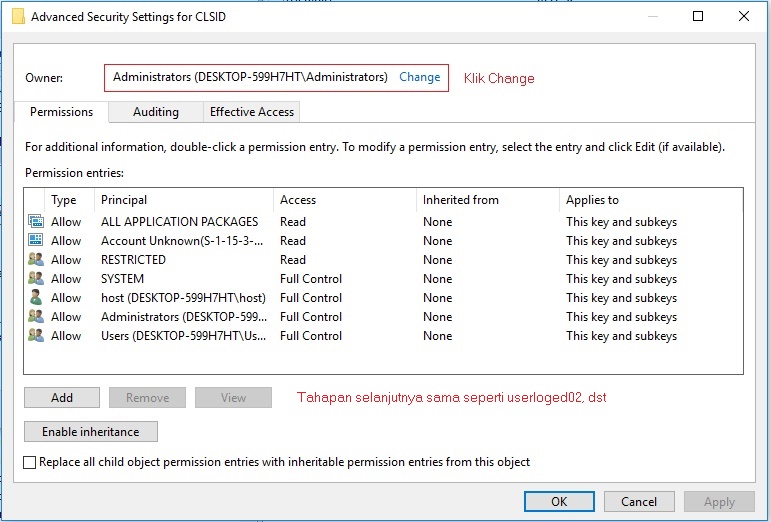 Advanced Security Settings for CLSID
Owner: Administrators (DESKTOP-599H7HT\Administrators) Change Klik Change
Permissions Auditing Effective Access
For additional information, double-click a permission entry. To modify a permission entry, select the entry and click Edit (if available).
Permission entries:
Type Principal Access Inherited from Applies to
Allow ALL APPLICATION PACKAGES Read None This key and subkeys
Allow Account Unknown(S-1-15-3-... Read None This key and subkeys
Allow RESTRICTED Read None This key and subkeys
Allow SYSTEM Full Control None This key and subkeys
Allow host (DESKTOP-599H7HT\host) Full Control None This key and subkeys
Allow Administrators (DESKTOP-599... Full Control None This key and subkeys
Allow Users (DESKTOP-599H7HT\Us... Full Control None This key and subkeys
Add Remove View Tahapan selanjutnya sama seperti userloged02, dst
Enable inheritance
Replace all child object permission entries with inheritable permission entries from this object
OK Cancel Apply